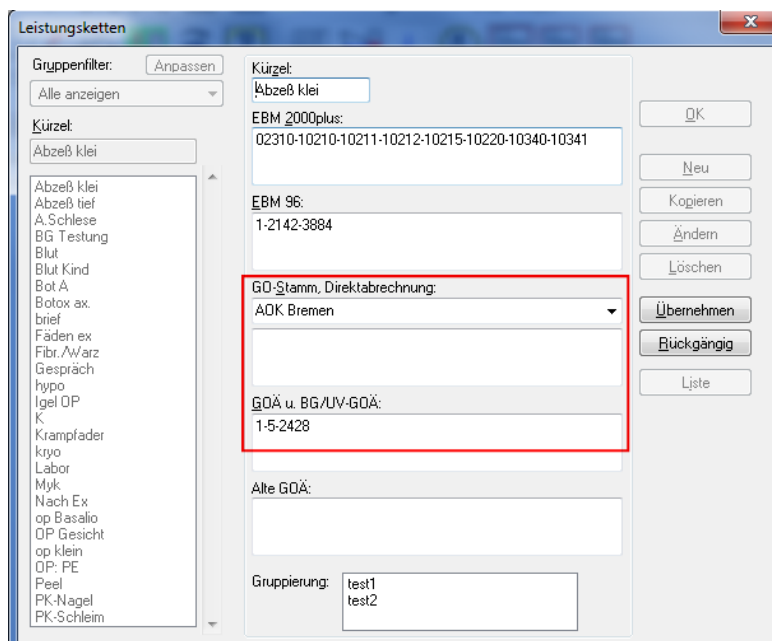 Leistungsketten
Gruppenfilter:
Anpassen
Alle anzeigen
Kürzel:
Abzeß klei
Abzeß klei
Abzeß tief
A.Schlese
BG Testung
Blut
Blut Kind
Bot A
Botox ax.
brief
Fäden ex
Fibr./Warz
Gespräch
hypo
Igel OP
K
Krampfader
kryo
Labor
Myk
Nach Ex
op Basalio
OP Gesicht
op klein
OP: PE
Peel
PK-Nagel
PK-Schleim
Kürzel:
Abzeß klei
EBM 2000plus:
02310-10210-10211-10212-10215-10220-10340-10341
EBM 96:
1-2142-3884
GO-Stamm, Direktabrechnung:
AOK Bremen
GOÄ u. BG/UV-GOÄ:
1-5-2428
Alte GOÄ:
Gruppierung:
test1
test2
OK
Neu
Kopieren
Ändern
Löschen
Übernehmen
Rückgängig
Liste